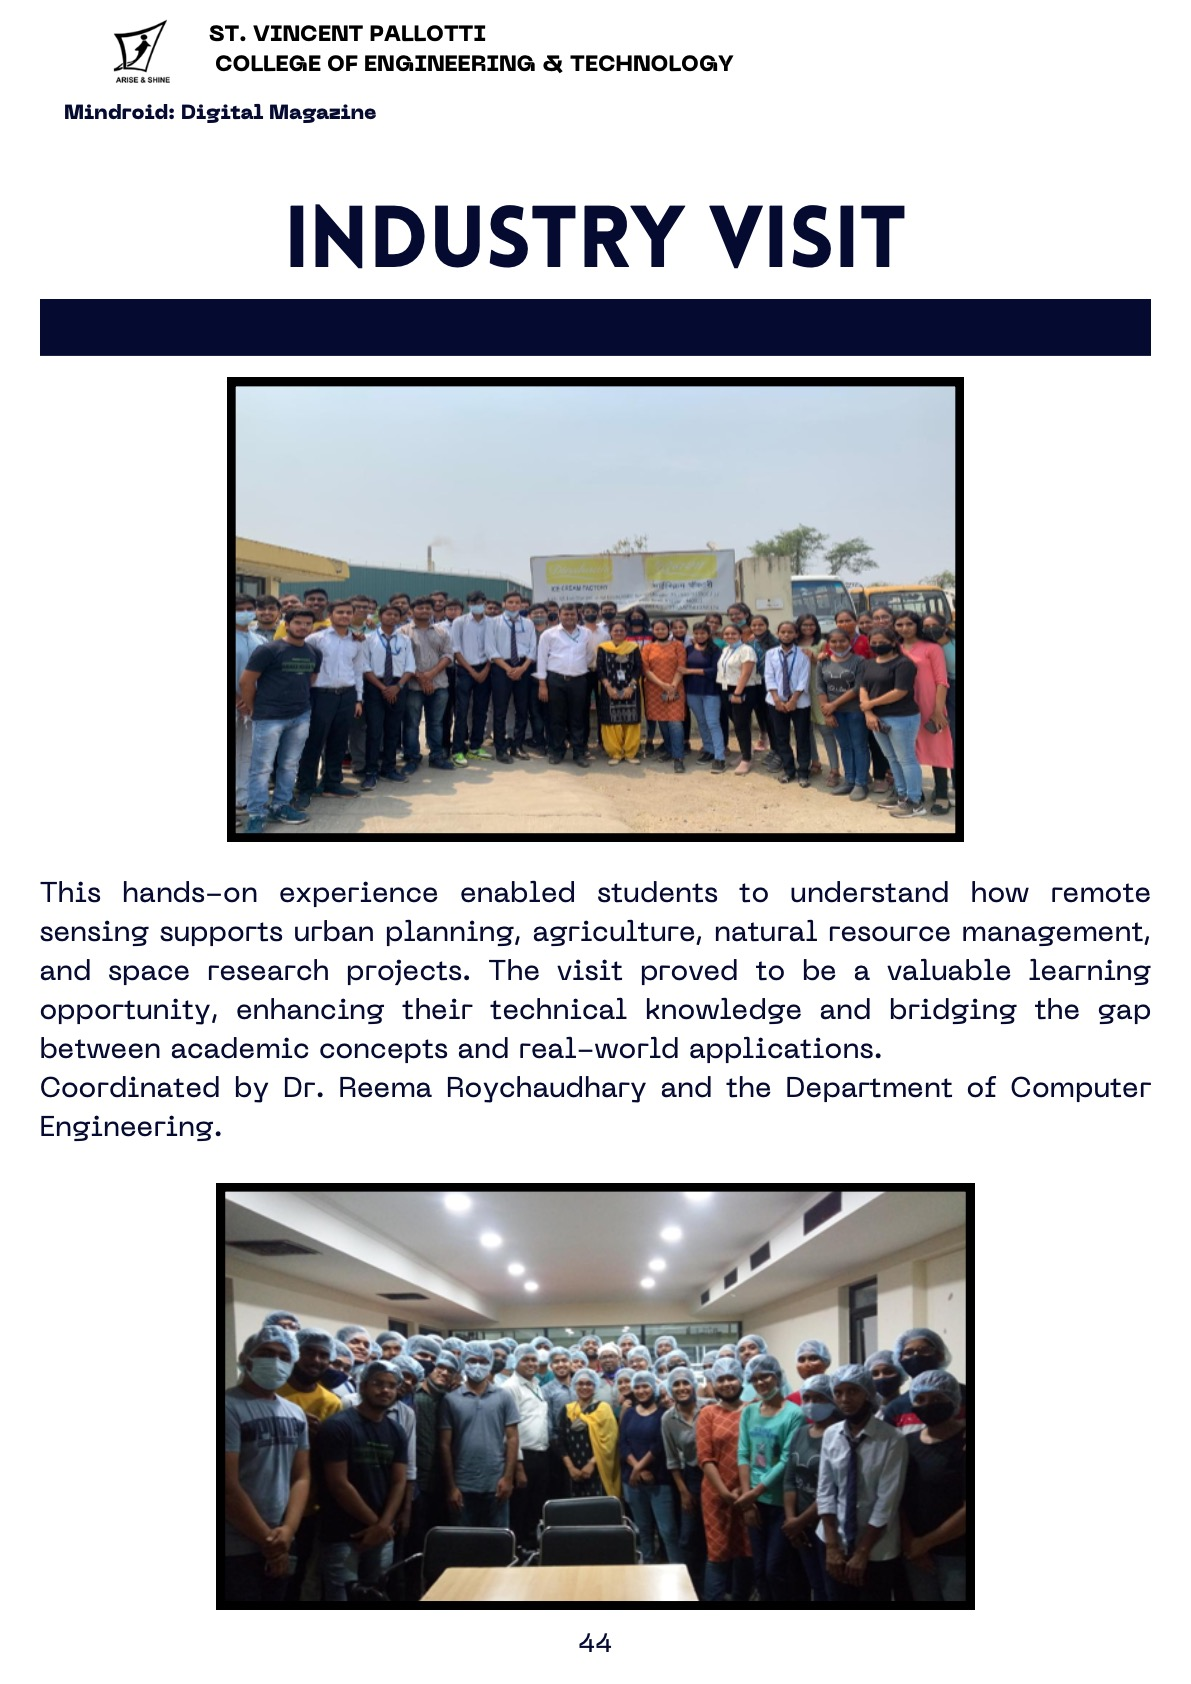 ST. VINCENT PALLOTTI
COLLEGE OF ENGINEERING & TECHNOLOGY
ARISE & SHINE
Mindroid: Digital Magazine
INDUSTRY VISIT
ICE CREAM FACTORY
This hands-on experience enabled students to understand how remote
sensing supports urban planning, agriculture, natural resource management,
and space research projects. The visit proved to be a valuable learning
opportunity, enhancing their technical knowledge and bridging the gap
between academic concepts and real-world applications.
Coordinated by Dr. Reema Roychaudhary and the Department of Computer
Engineering.
44